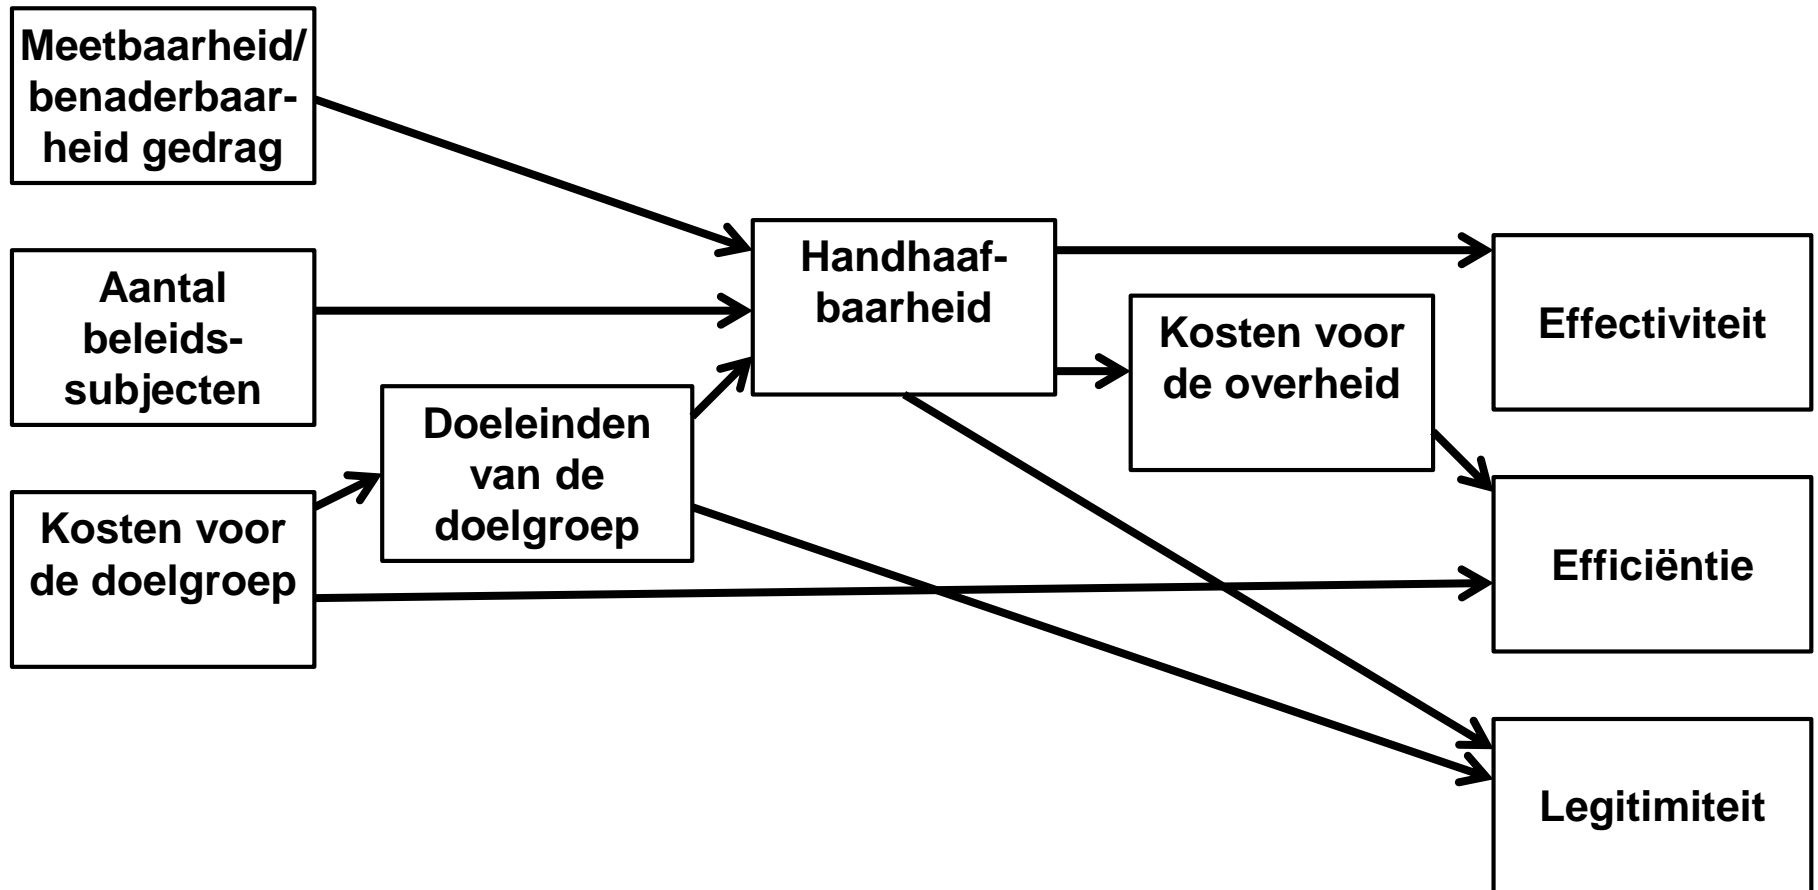 Meetbaarheid/
benaderbaar-
heid gedrag
Aantal
beleids-
subjecten
Kosten voor
de doelgroep
Doeleinden
van de
doelgroep
Handhaaf-
baarheid
Kosten voor
de overheid
Effectiviteit
Efficiëntie
Legitimiteit